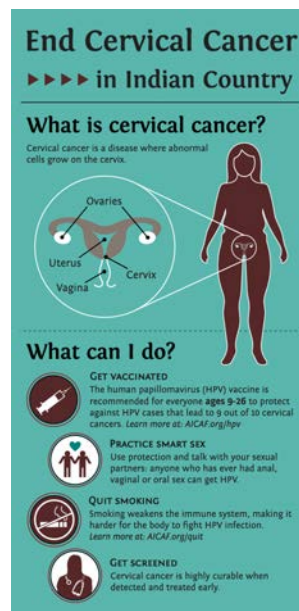 End Cervical Cancer
in Indian Country
What is cervical cancer?
Cervical cancer is a disease where abnormal
cells grow on the cervix.
Ovaries
Uterus
Cervix
Vagina
What can I do?
GET VACCINATED
The human papillomavirus (HPV) vaccine is
recommended for everyone ages 9-26 to protect
against HPV cases that lead to 9 out of 10 cervical
cancers. Learn more at: AICAF.org/hpv
PRACTICE SMART SEX
Use protection and talk with your sexual
partners: anyone who has ever had anal,
vaginal or oral sex can get HPV.
QUIT SMOKING
Smoking weakens the immune system, making it
harder for the body to fight HPV infection.
Learn more at: AICAF.org/quit
GET SCREENED
Cervical cancer is highly curable when
detected and treated early.